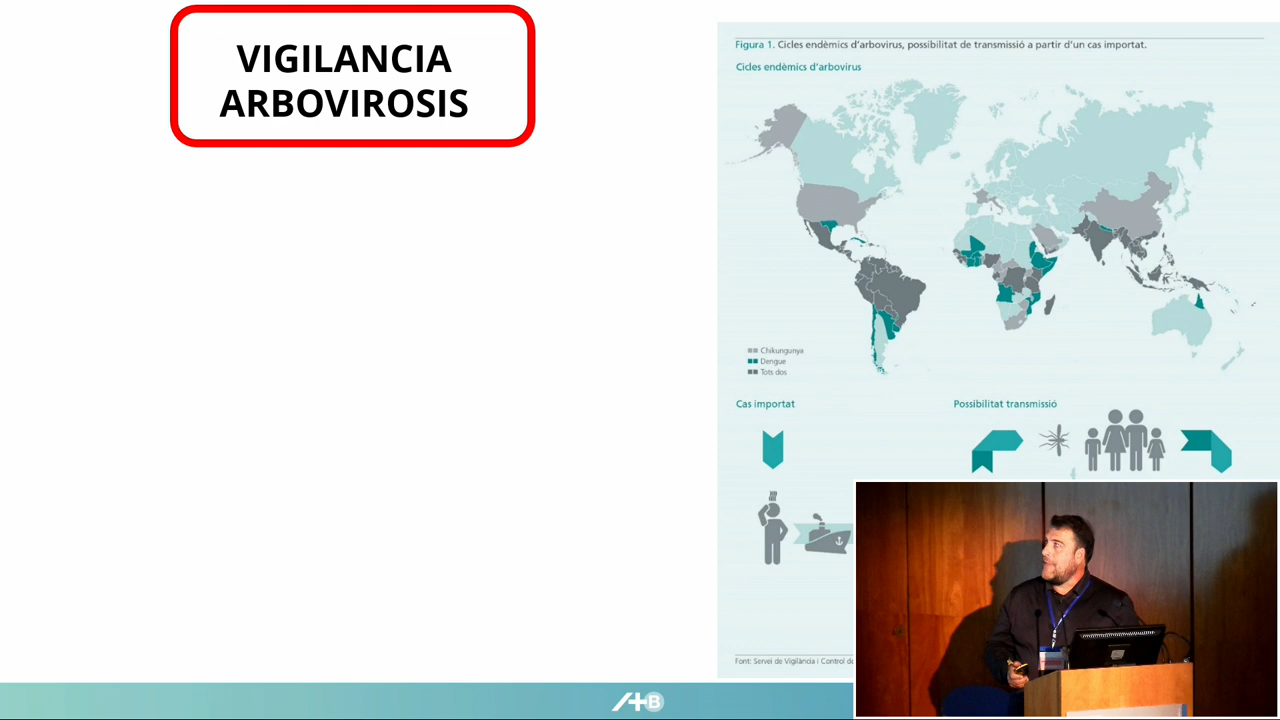 VIGILANCIA
ARBOVIROSIS
Figura 1. Cicles endèmics d'arbovirus, possibilitat de transmissió a partir d'un cas importat.
Cicles endèmics d'arbovirus
Chikungunya
Dengue
Tots dos
Cas importat
Possibilitat transmissió
Font: Servei de Vigilància i Control de
B